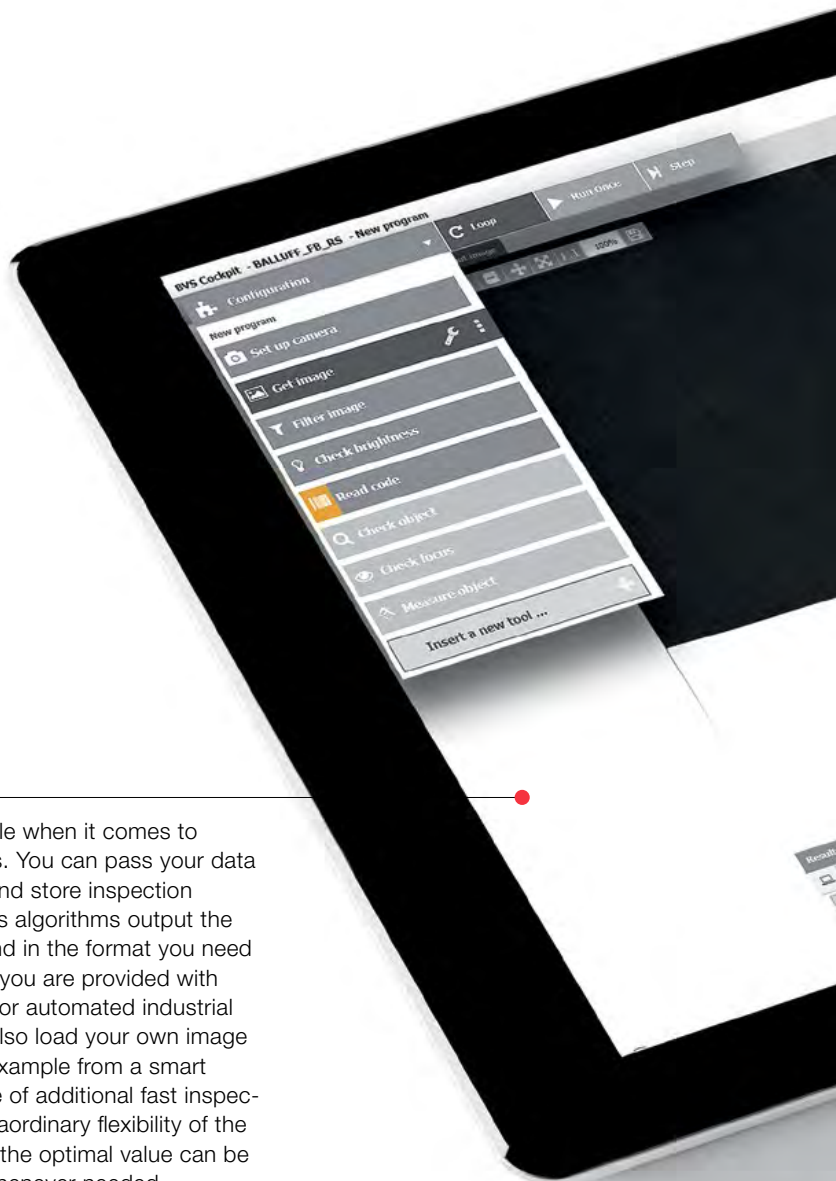 BVS Cockpit - BALLUFF_FB_RS - New program
Loop
Run Once
Step
Configuration
100%
New program
Set up camera
Get image
Filter image
Check brightness
Read code
Check object
Check focus
Measure object
Insert a new tool ...
le when it comes to
s. You can pass your data
nd store inspection
s algorithms output the
nd in the format you need
you are provided with
or automated industrial
also load your own image
example from a smart
e of additional fast inspec-
aordinary flexibility of the
the optimal value can be
Result